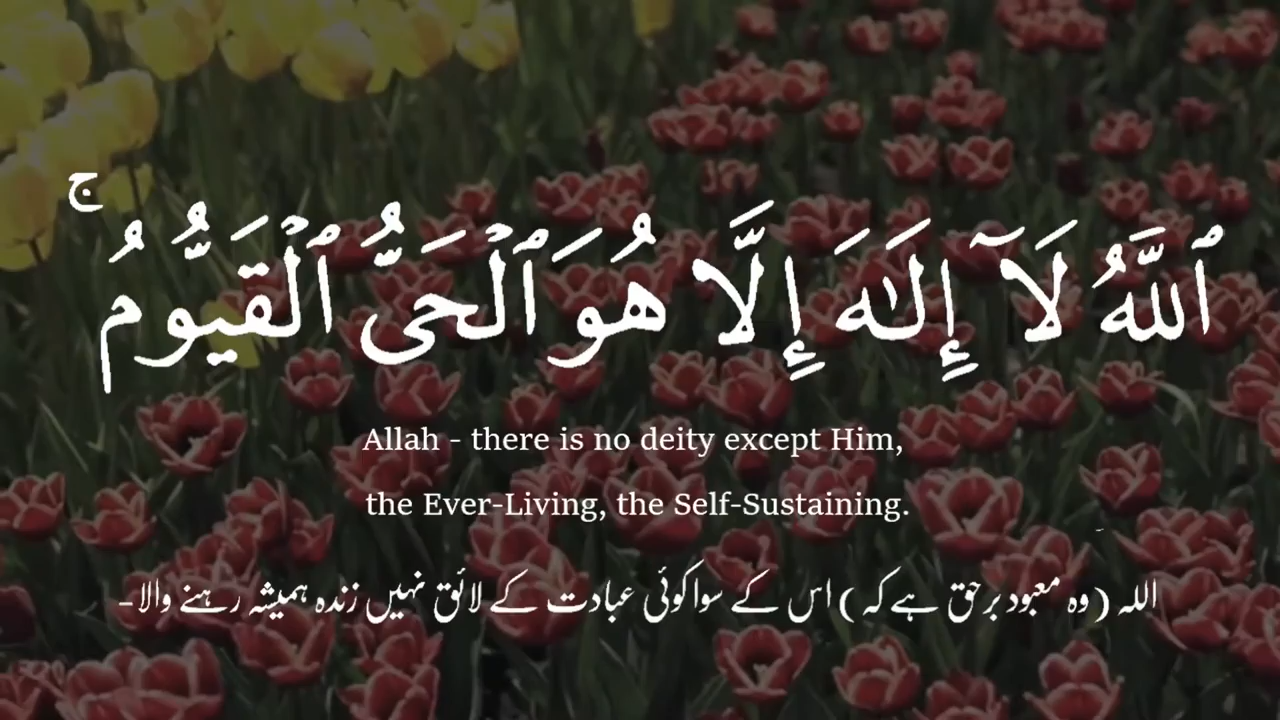 ٱللَّهُ لَآ إِلَـٰهَ إِلَّا هُوَ ٱلْحَىُّ ٱلْقَيُّومُ ۚ
Allah - there is no deity except Him,
the Ever-Living, the Self-Sustaining.
اللہ ( وہ معبود برحق ہے کہ ) اس کے سوا کوئی عبادت کے لائق نہیں زندہ ہمیشہ رہنے والا-